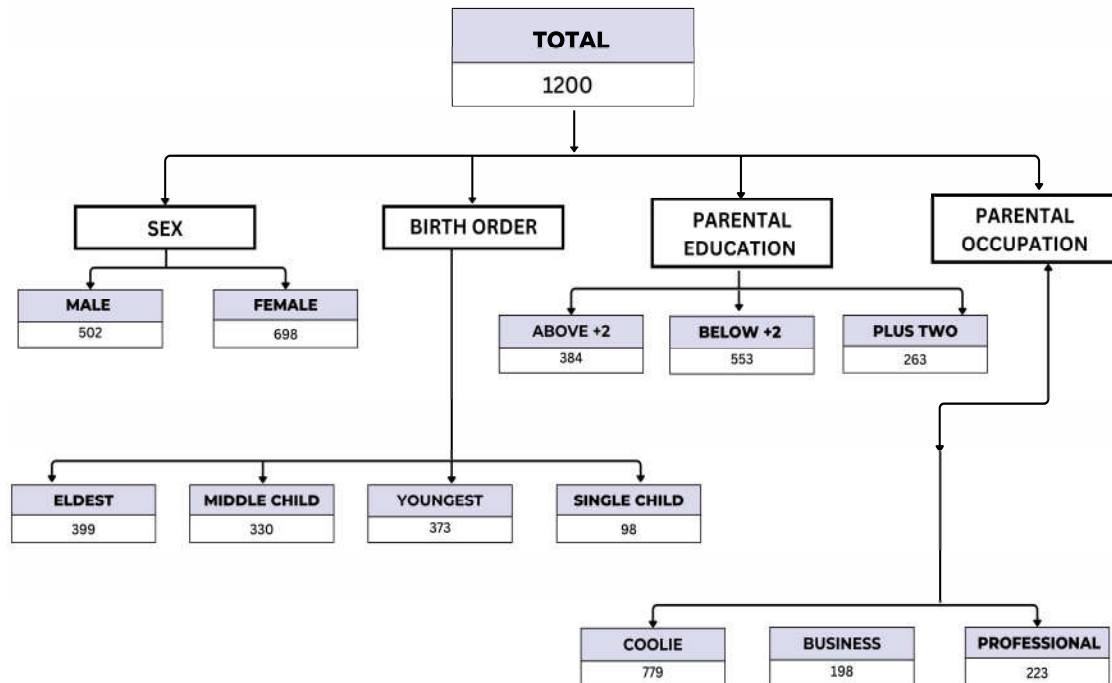 TOTAL
1200
SEX
BIRTH ORDER
PARENTAL
EDUCATION
PARENTAL
OCCUPATION
MALE
502
FEMALE
698
ABOVE +2
384
BELOW +2
553
PLUS TWO
263
ELDEST
399
MIDDLE CHILD
330
YOUNGEST
373
SINGLE CHILD
98
COOLIE
779
BUSINESS
198
PROFESSIONAL
223